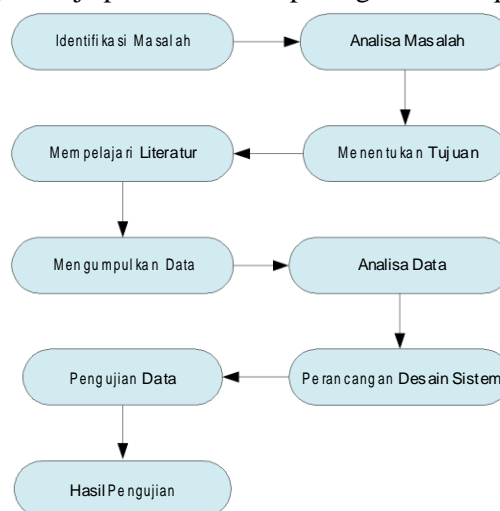 Identifikasi Masalah
Analisa Masalah
Menentukan Tujuan
Mempelajari Literatur
Mengumpulkan Data
Analisa Data
Perancangan Desain Sistem
Pengujian Data
Hasil Pengujian